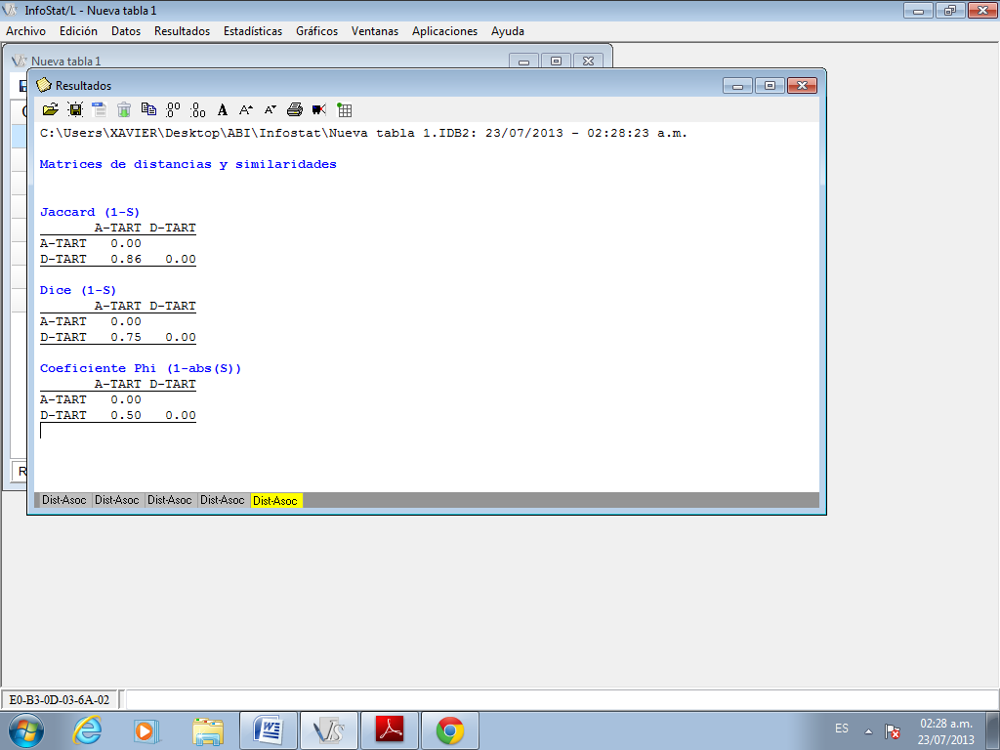 InfoStat/L - Nueva tabla 1
Archivo Edición Datos Resultados Estadísticas Gráficos Ventanas Aplicaciones Ayuda
Nueva tabla 1
Resultados
C:\Users\XAVIER\Desktop\ABI\Infostat\Nueva tabla 1.IDB2: 23/07/2013 - 02:28:23 a.m.
Matrices de distancias y similaridades
Jaccard (1-S)
A-TART D-TART
A-TART 0.00
D-TART 0.86 0.00
Dice (1-S)
A-TART D-TART
A-TART 0.00
D-TART 0.75 0.00
Coeficiente Phi (1-abs(S))
A-TART D-TART
A-TART 0.00
D-TART 0.50 0.00
Dist-Asoc Dist-Asoc Dist-Asoc Dist-Asoc Dist-Asoc
E0-B3-0D-03-6A-02
ES
02:28 a.m.
23/07/2013